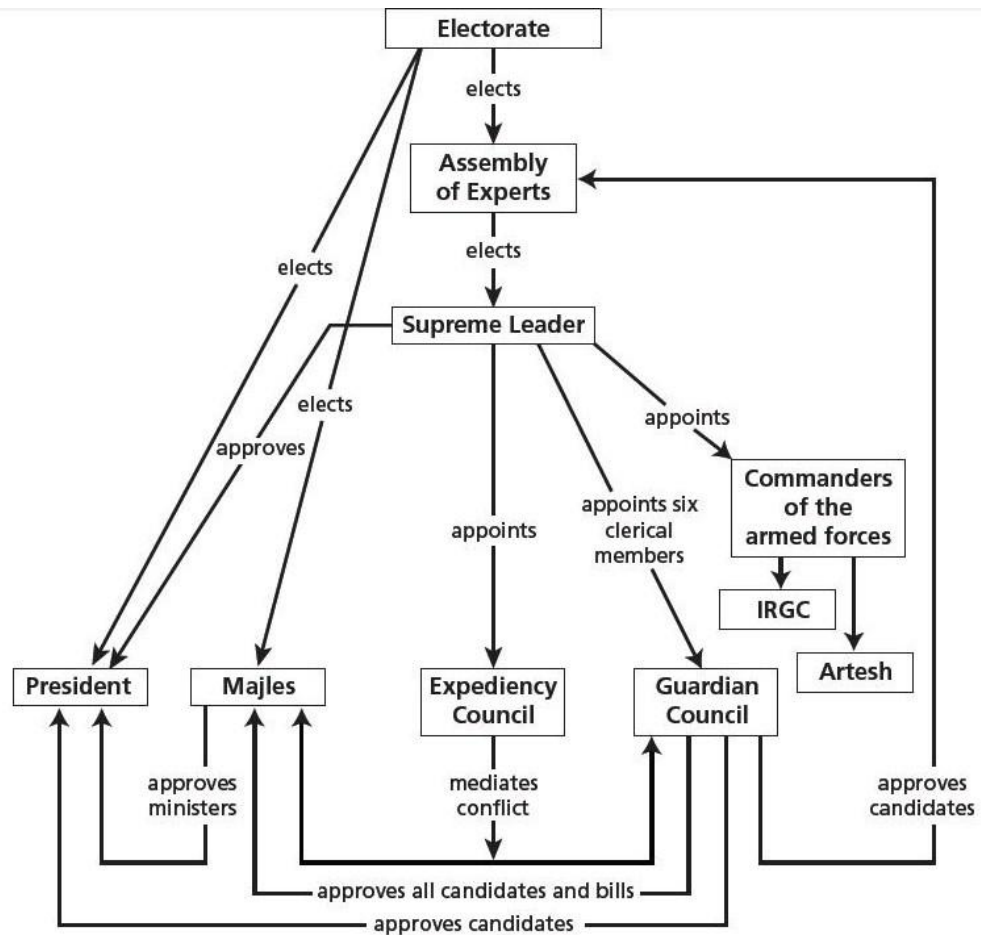 Electorate
elects
Assembly
of Experts
elects
elects
Supreme Leader
elects
approves
appoints
Commanders
of the
armed forces
appoints
appoints six
clerical
members
IRGC
Artesh
President
Majles
Expediency
Council
Guardian
Council
approves
ministers
mediates
conflict
approves
candidates
approves all candidates and bills
approves candidates